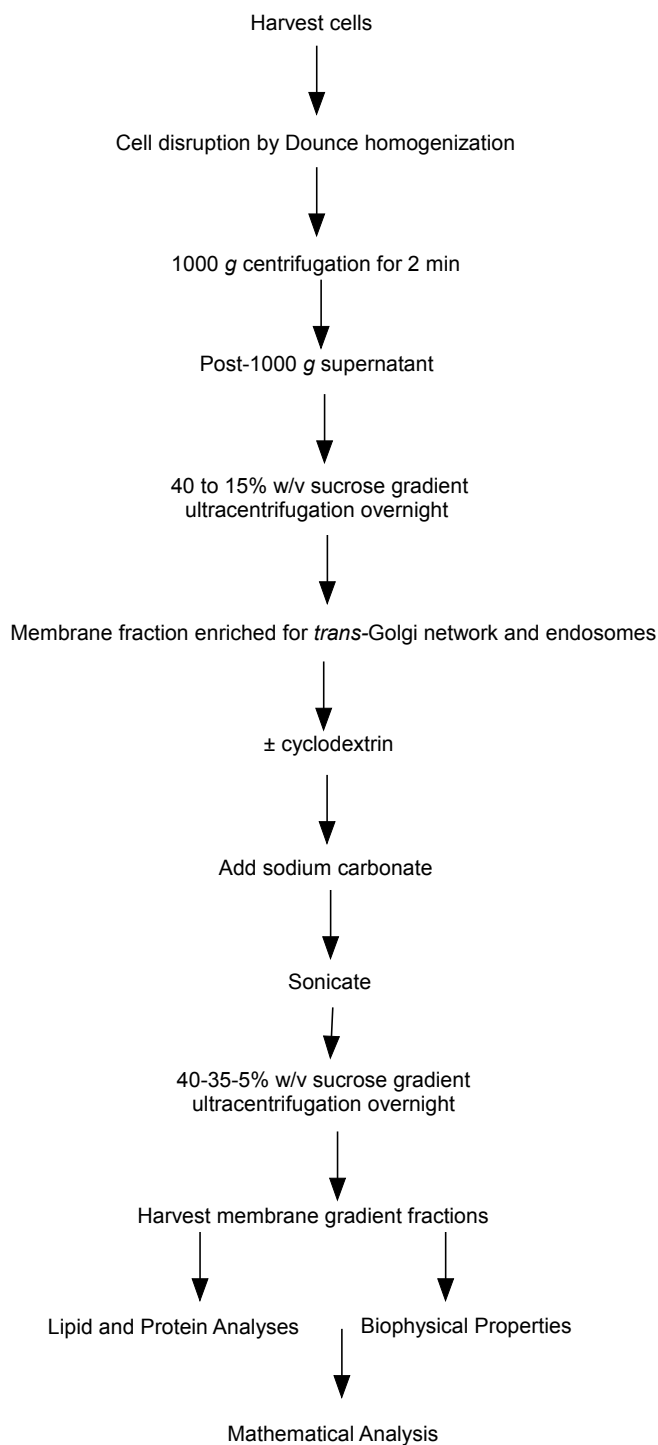 Harvest cells
Cell disruption by Dounce homogenization
1000 g centrifugation for 2 min
Post-1000 g supernatant
40 to 15% w/v sucrose gradient
ultracentrifugation overnight
Membrane fraction enriched for trans-Golgi network and endosomes
± cyclodextrin
Add sodium carbonate
Sonicate
40-35-5% w/v sucrose gradient
ultracentrifugation overnight
Harvest membrane gradient fractions
Lipid and Protein Analyses
Biophysical Properties
Mathematical Analysis